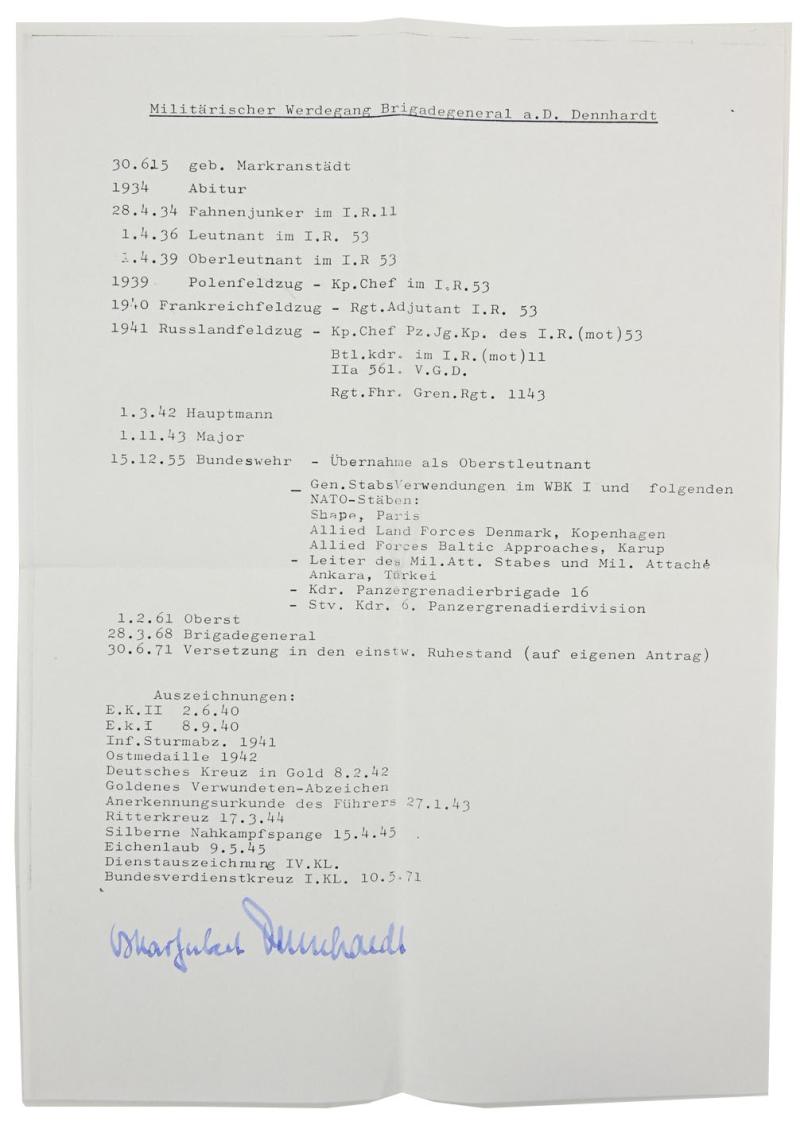 Militärischer Werdegang Brigadegeneral a.D. Dennhardt
30.615 geb. Markranstädt
1934 Abitur
28.4.34 Fahnenjunker im I.R.11
1.4.36 Leutnant im I.R. 53
1.4.39 Oberleutnant im I.R 53
1939 Polenfeldzug - Kp.Chef im I.R.53
1940 Frankreichfeldzug - Rgt.Adjutant I.R. 53
1941 Russlandfeldzug - Kp.Chef Pz.Jg.Kp. des I.R.(mot)53
Btl.kdr. im I.R.(mot)11
IIa 561. V.G.D.
Rgt.Fhr. Gren.Rgt. 1143
1.3.42 Hauptmann
1.11.43 Major
15.12.55 Bundeswehr - Übernahme als Oberstleutnant
_ Gen.StabsVerwendungen im WBK I und folgenden
NATO-Stäben:
Shape, Paris
Allied Land Forces Denmark, Kopenhagen
Allied Forces Baltic Approaches, Karup
- Leiter des Mil.Att. Stabes und Mil. Attaché
Ankara, Türkei
- Kdr. Panzergrenadierbrigade 16
- Stv. Kdr. 6. Panzergrenadierdivision
1.2.61 Oberst
28.3.68 Brigadegeneral
30.6.71 Versetzung in den einstw. Ruhestand (auf eigenen Antrag)
Auszeichnungen:
E.K.II 2.6.40
E.k.I 8.9.40
Inf.Sturmabz. 1941
Ostmedaille 1942
Deutsches Kreuz in Gold 8.2.42
Goldenes Verwundeten-Abzeichen
Anerkennungsurkunde des Führers 27.1.43
Ritterkreuz 17.3.44
Silberne Nahkampfspange 15.4.45
Eichenlaub 9.5.45
Dienstauszeichnung IV.KL.
Bundesverdienstkreuz I.KL. 10.5.71
Dennhardt